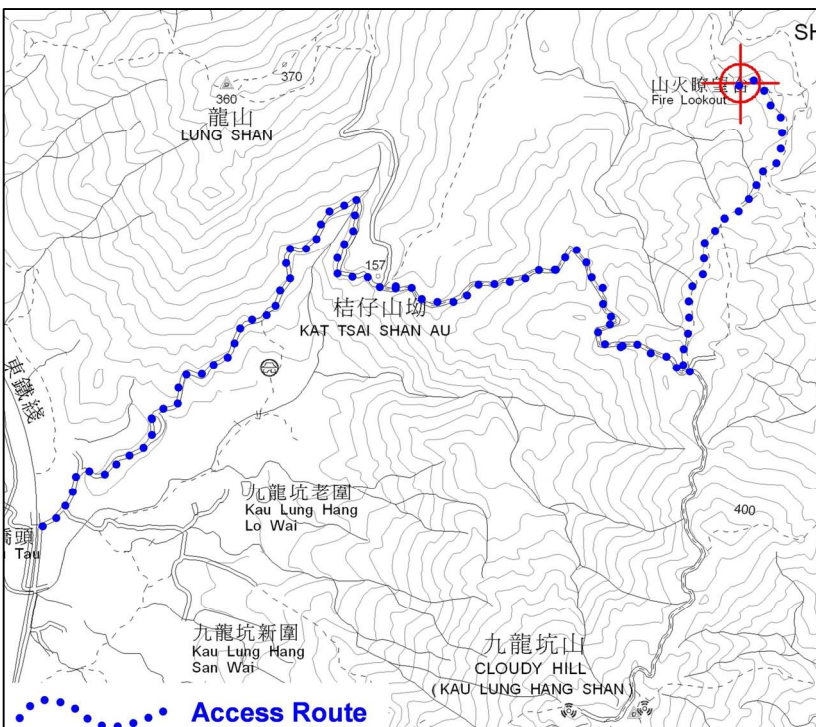 SH
370
360
龍山
LUNG SHAN
山火瞭望台
Fire Lookout
157
桔仔山坳
KAT TSAI SHAN AU
東鐵綫
九龍坑老圍
Kau Lung Hang
Lo Wai
400
橋頭
Tau
九龍坑新圍
Kau Lung Hang
San Wai
九龍坑山
CLOUDY HILL
(KAU LUNG HANG SHAN)
Access Route